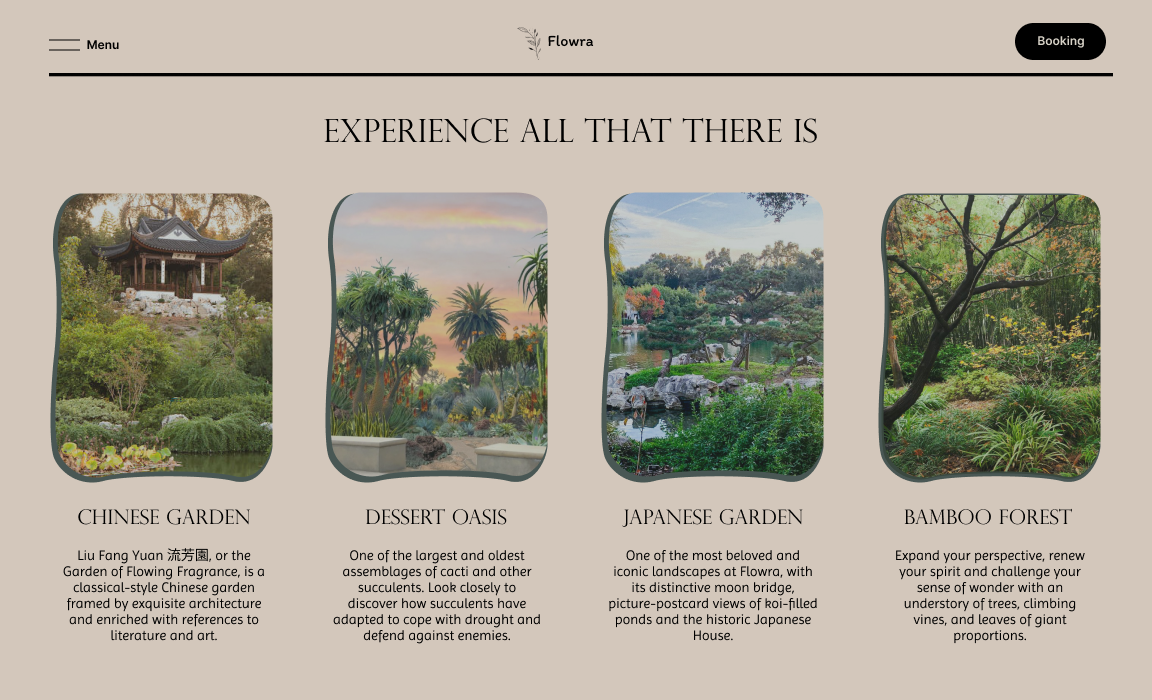 Menu
Flowra
Booking
EXPERIENCE ALL THAT THERE IS
CHINESE GARDEN
Liu Fang Yuan 流芳園, or the
Garden of Flowing Fragrance, is a
classical-style Chinese garden
framed by exquisite architecture
and enriched with references to
literature and art.
DESSERT OASIS
One of the largest and oldest
assemblages of cacti and other
succulents. Look closely to
discover how succulents have
adapted to cope with drought and
defend against enemies.
JAPANESE GARDEN
One of the most beloved and
iconic landscapes at Flowra, with
its distinctive moon bridge,
picture-postcard views of koi-filled
ponds and the historic Japanese
House.
BAMBOO FOREST
Expand your perspective, renew
your spirit and challenge your
sense of wonder with an
understory of trees, climbing
vines, and leaves of giant
proportions.